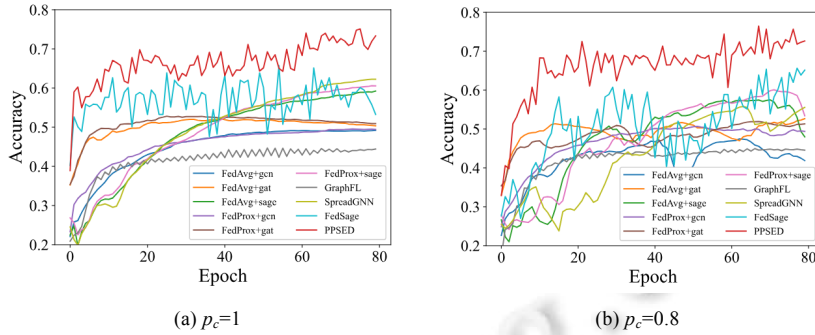 0.8
0.7
0.6
0.5
0.4
0.3
0.2
Accuracy
FedAvg+gcn
FedAvg+gat
FedAvg+sage
FedProx+gcn
FedProx+gat
FedProx+sage
GraphFL
SpreadGNN
FedSage
PPSED
0 20 40 60 80
Epoch
(a) p_c=1
0.8
0.7
0.6
0.5
0.4
0.3
0.2
Accuracy
FedAvg+gcn
FedAvg+gat
FedAvg+sage
FedProx+gcn
FedProx+gat
FedProx+sage
GraphFL
SpreadGNN
FedSage
PPSED
0 20 40 60 80
Epoch
(b) p_c=0.8